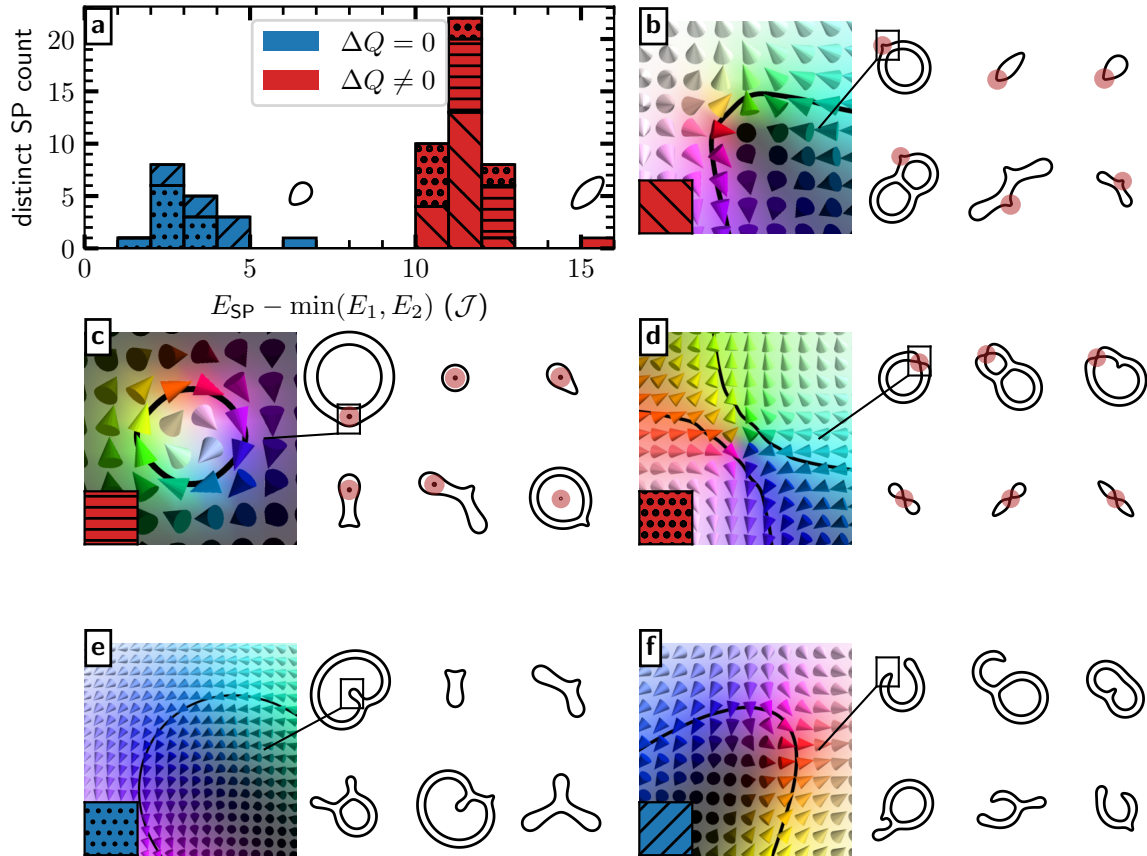 a
b
20
15
10
5
0
distinct SP count
ΔQ = 0
ΔQ ≠ 0
0
5
10
15
E_SP − min(E_1, E_2) (𝒥)
c
d
e
f